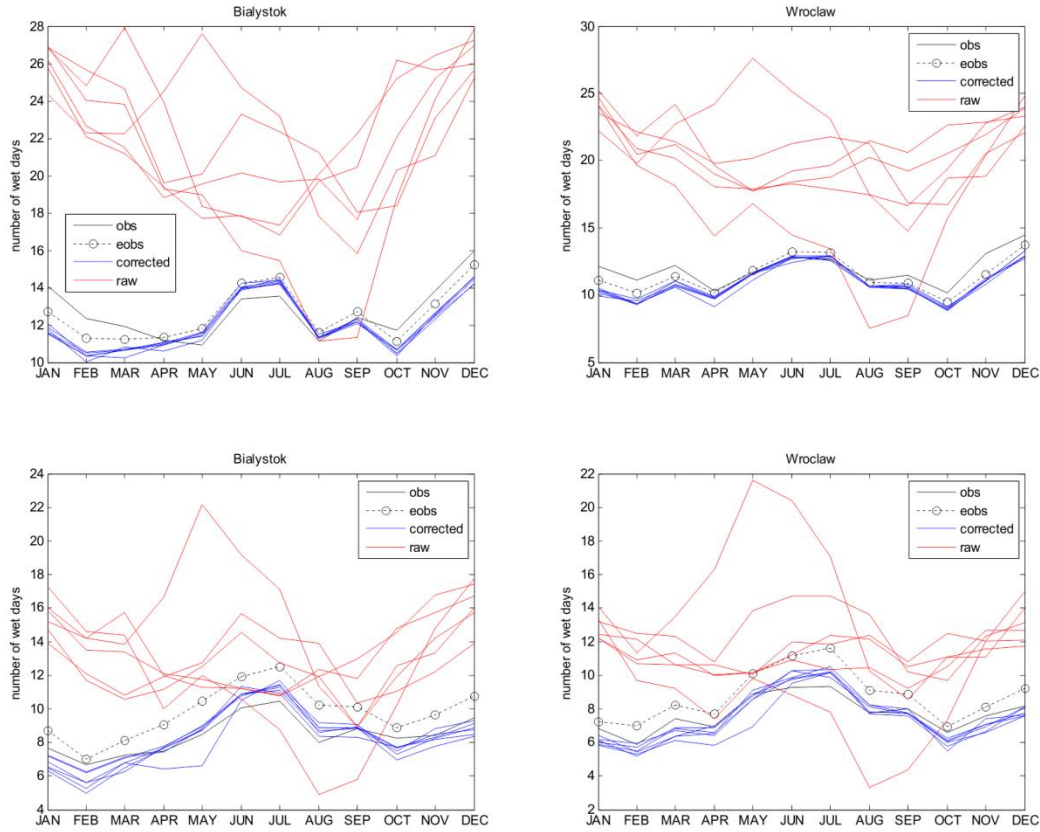 Bialystok
number of wet days
28
26
24
22
20
18
16
14
12
10
obs
eobs
corrected
raw
JAN FEB MAR APR MAY JUN JUL AUG SEP OCT NOV DEC
Wroclaw
number of wet days
30
25
20
15
10
5
obs
eobs
corrected
raw
JAN FEB MAR APR MAY JUN JUL AUG SEP OCT NOV DEC
Bialystok
number of wet days
24
22
20
18
16
14
12
10
8
6
4
obs
eobs
corrected
raw
JAN FEB MAR APR MAY JUN JUL AUG SEP OCT NOV DEC
Wroclaw
number of wet days
22
20
18
16
14
12
10
8
6
4
2
obs
eobs
corrected
raw
JAN FEB MAR APR MAY JUN JUL AUG SEP OCT NOV DEC